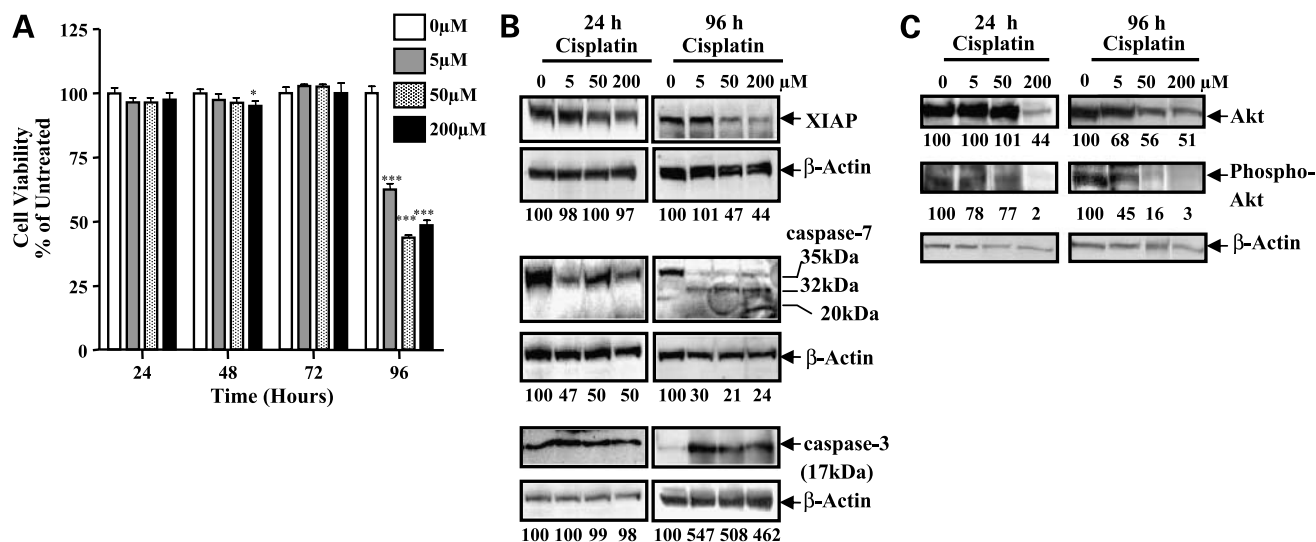 A
125
100
75
50
25
0
Cell Viability
% of Untreated
*
***
***
***
24 48 72 96
Time (Hours)
0µM
5µM
50µM
200µM
B
24 h
Cisplatin
96 h
Cisplatin
0 5 50 200
0 5 50 200 µM
XIAP
β-Actin
100 98 100 97
100 101 47 44
caspase-7
35kDa
32kDa
20kDa
β-Actin
100 47 50 50
100 30 21 24
caspase-3
(17kDa)
β-Actin
100 100 99 98
100 547 508 462
C
24 h
Cisplatin
96 h
Cisplatin
0 5 50 200
0 5 50 200 µM
Akt
100 100 101 44
100 68 56 51
Phospho-
Akt
100 78 77 2
100 45 16 3
β-Actin